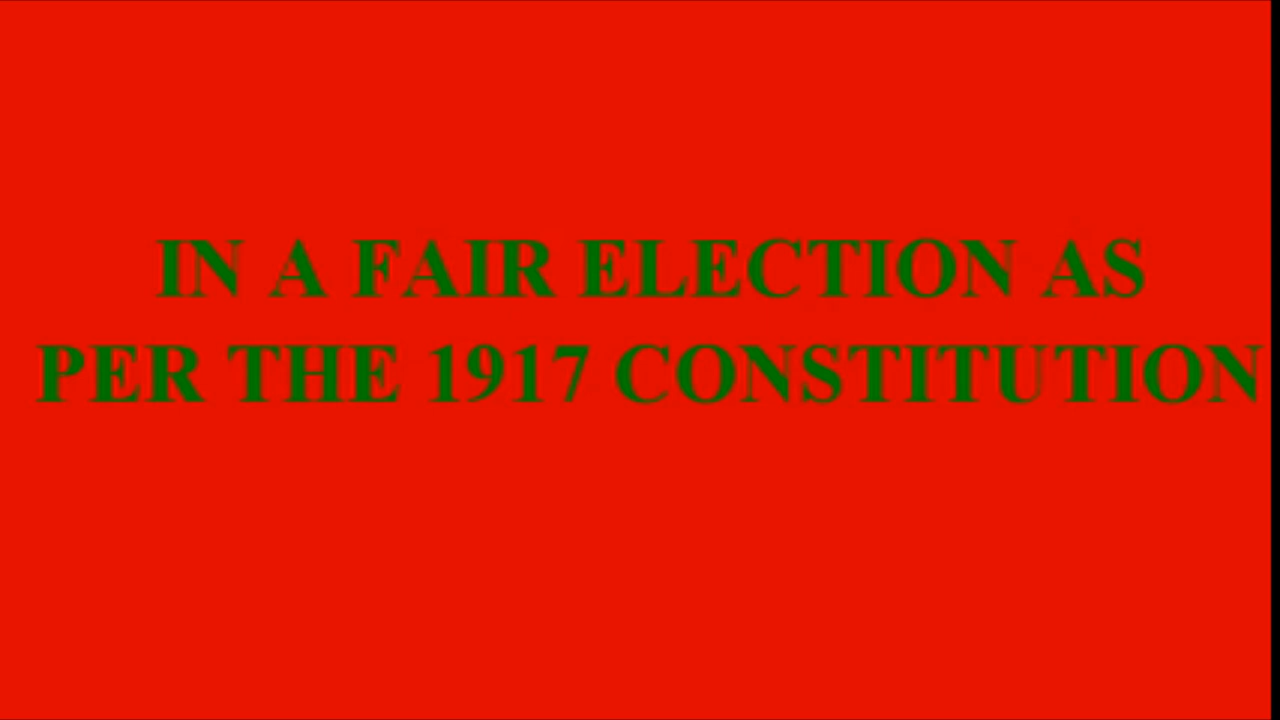 IN A FAIR ELECTION AS
PER THE 1917 CONSTITUTION